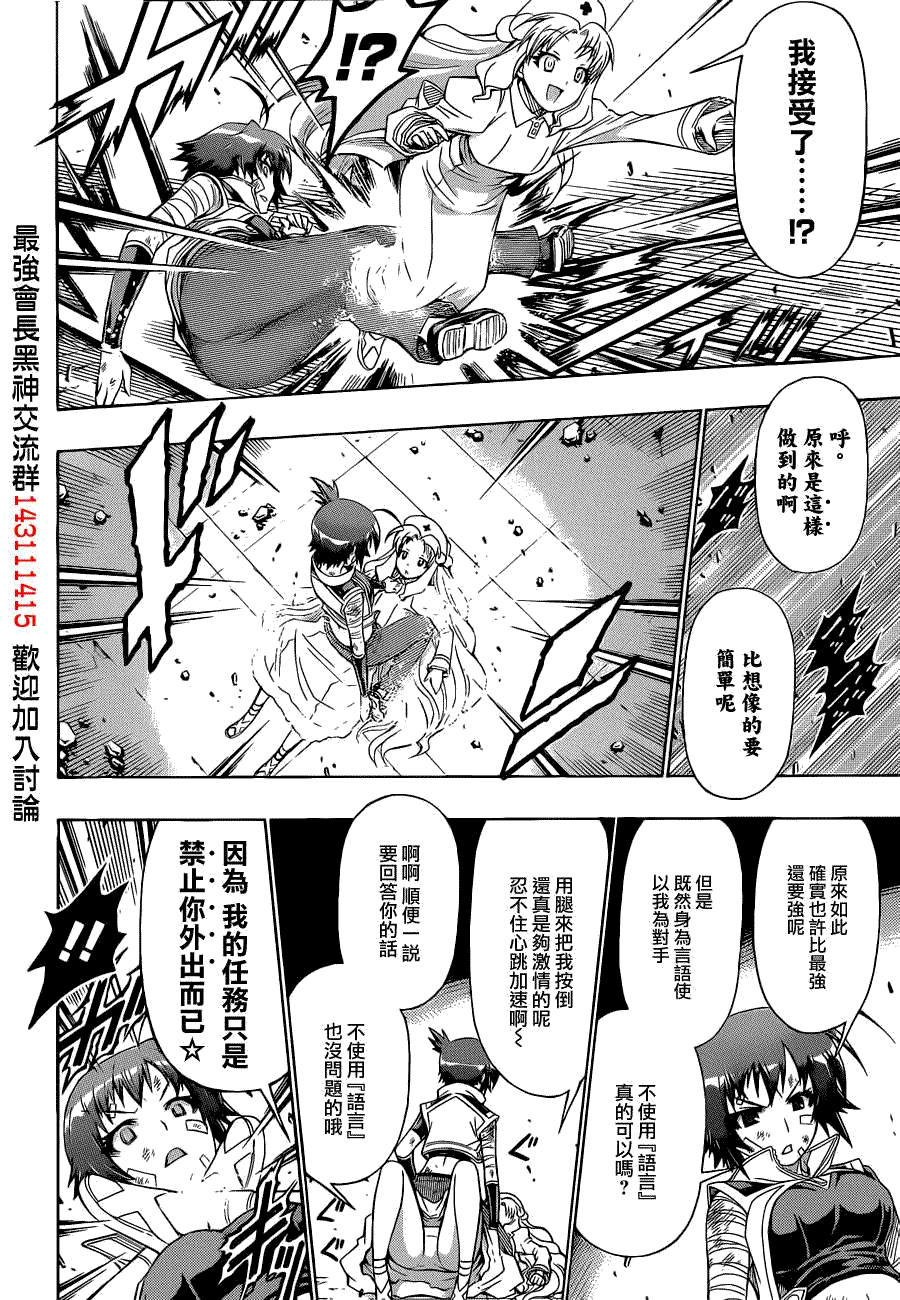 我接受了……!?
!?
呼。
原來是這樣
做到的啊
比想像的要
簡單呢
原來如此
確實也許比最強
還要強呢
但是
既然身為言語使
以我為對手
不使用『語言』
真的可以嗎?
用腿來把我按倒
還真是夠激情的呢
忍不住心跳加速啊~
啊啊 順便一說
要回答你的話
不使用『語言』
也沒問題的哦
因為 我的任務只是
禁止你外出而已☆
!!
最強會長黑神交流群143111415 歡迎加入討論